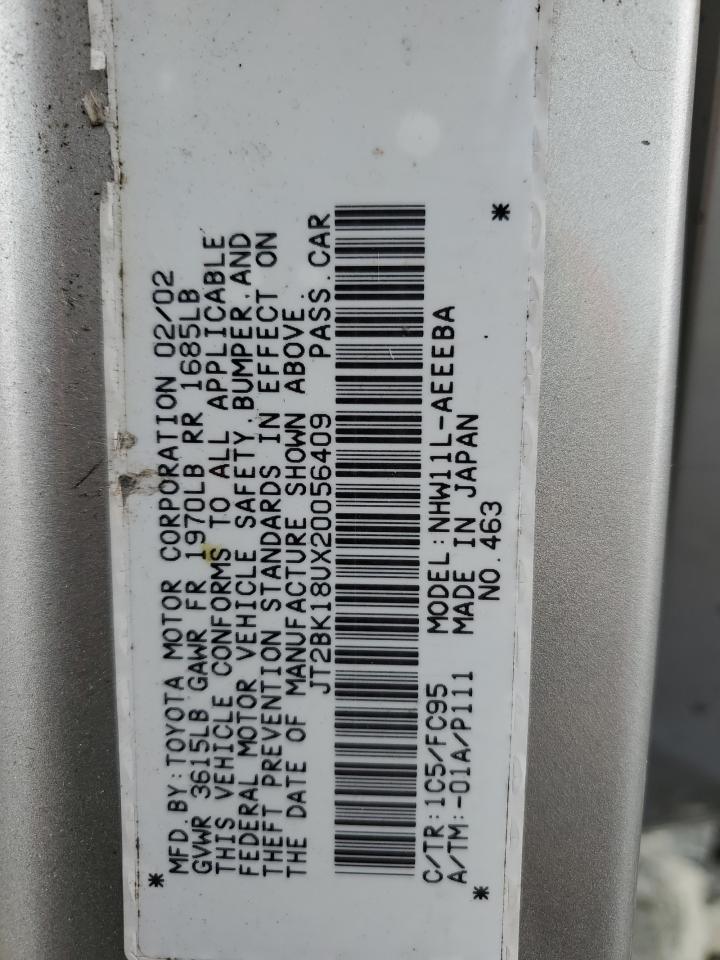 *
MFD. BY: TOYOTA MOTOR CORPORATION 02/02
GVWR 3615LB GAWR FR 1970LB RR 1685LB
THIS VEHICLE CONFORMS TO ALL APPLICABLE
FEDERAL MOTOR VEHICLE SAFETY, BUMPER, AND
THEFT PREVENTION STANDARDS IN EFFECT ON
THE DATE OF MANUFACTURE SHOWN ABOVE.
JT2BK18UX20056409 PASS. CAR
C/TR: 1C5/FC95 MODEL: NHW11L-AEEEBA
A/TM: -01A/P111 MADE IN JAPAN
NO. 463
* *